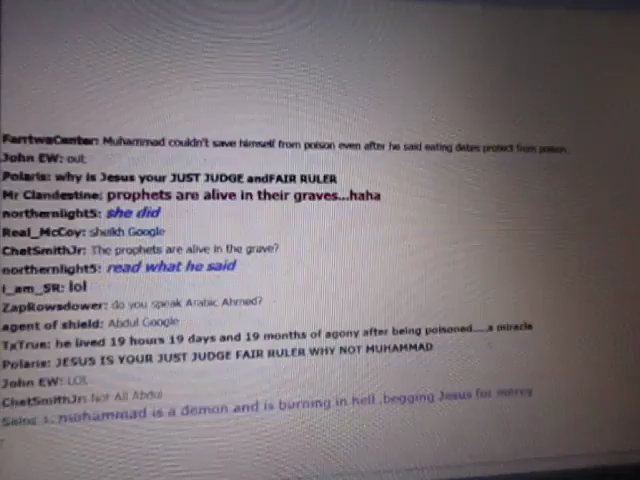 FarrtwaCenter: Muhammad couldn't save himself from poison even after he said eating dates protect from poison.
John EW: out
Polaris: why is Jesus your JUST JUDGE andFAIR RULER
Mr Clandestine: prophets are alive in their graves...haha
northernlight5: she did
Real_McCoy: sheikh Google
ChetSmithJr: The prophets are alive in the grave?
northernlight5: read what he said
I_am_SR: lol
ZapRowsdower: do you speak Arabic Ahmed?
agent of shield: Abdul Google
TxTrue: he lived 19 hours 19 days and 19 months of agony after being poisoned.....a miracle
Polaris: JESUS IS YOUR JUST JUDGE FAIR RULER WHY NOT MUHAMMAD
John EW: LOL
ChetSmithJr: Not Ali Abdul
mohammad is a demon and is burning in hell ,begging Jesus for mercy